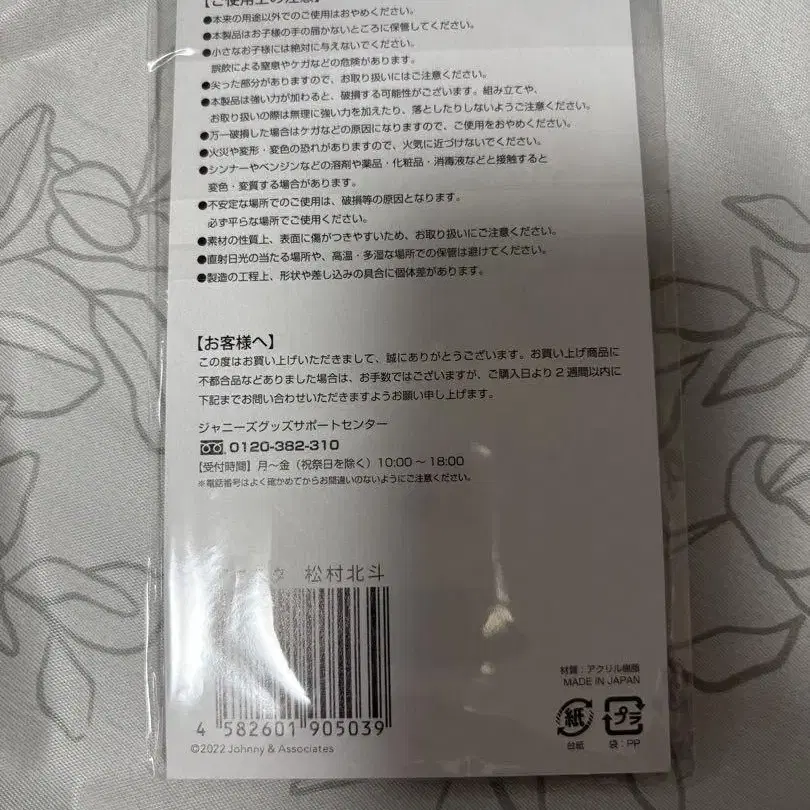 【ご使用上の注意】
●本来の用途以外でのご使用はおやめください。
●本製品はお子様の手の届かないところに保管してください。
●小さなお子様には絶対に与えないでください。
誤飲による窒息やケガなどの危険があります。
●尖った部分がありますので、お取り扱いにはご注意ください。
●本製品は強い力が加わると、破損する可能性がございます。組み立てや、
お取り扱いの際は無理に強い力を加えたり、落としたりしないようご注意ください。
●万一破損した場合はケガなどの原因になりますので、ご使用をおやめください。
●火災や変形・変色の恐れがありますので、火気に近づけないでください。
●シンナーやベンジンなどの溶剤や薬品・化粧品・消毒液などと接触すると
変色・変質する場合があります。
●不安定な場所でのご使用は、破損等の原因となります。
必ず平らな場所でご使用ください。
●素材の性質上、表面に傷がつきやすいため、お取り扱いにご注意ください。
●直射日光の当たる場所や、高温・多湿な場所での保管は避けてください。
●製造の工程上、形状や差し込みの具合に個体差があります。
【お客様へ】
この度はお買い上げいただきまして、誠にありがとうございます。お買い上げ商品に
不都合品などありました場合は、お手数ではございますが、ご購入日より2週間以内に
下記までお問い合わせいただきますようお願い申し上げます。
ジャニーズグッズサポートセンター
0120-382-310
【受付時間】月～金（祝祭日を除く）10:00～18:00
※電話番号はよく確かめてからお間違いのないようにご注意ください。
松村北斗
4 582601 905039
©2022 Johnny & Associates
材質：アクリル樹脂
MADE IN JAPAN
紙 プラ
台紙 袋：PP